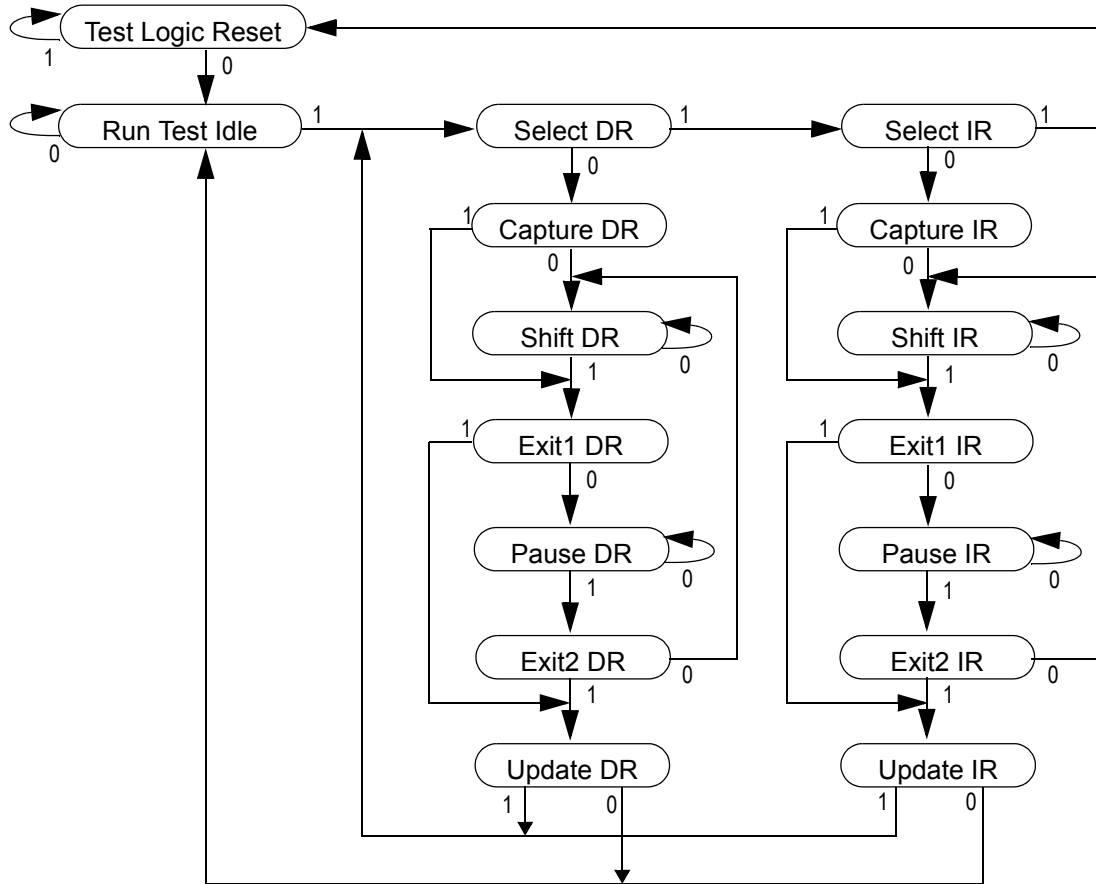 Test Logic Reset
1
0
Run Test Idle
1
0
Select DR
1
0
Select IR
1
0
1
Capture DR
0
1
Capture IR
0
Shift DR
0
1
Shift IR
0
1
1
Exit1 DR
0
1
Exit1 IR
0
Pause DR
0
1
Pause IR
0
1
Exit2 DR
0
1
Exit2 IR
0
1
Update DR
1
0
Update IR
1
0